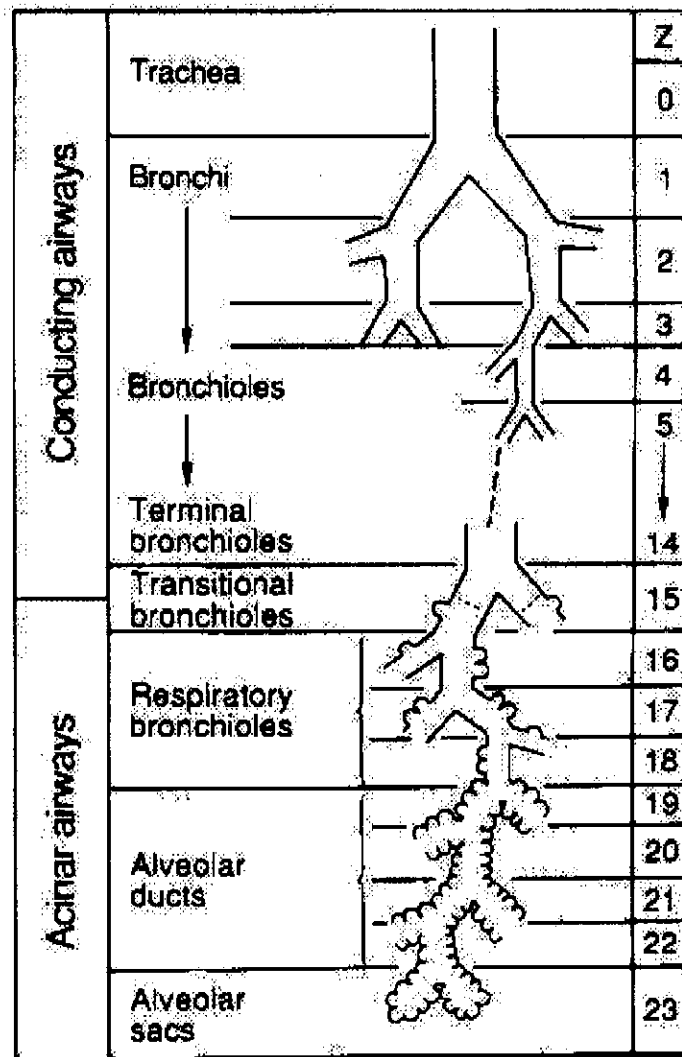 Z
Trachea
0
Conducting airways
Bronchi
1
2
3
Bronchioles
4
5
Terminal
bronchioles
14
Transitional
bronchioles
15
Acinar airways
16
Respiratory
bronchioles
17
18
19
Alveolar
ducts
20
21
22
Alveolar
sacs
23